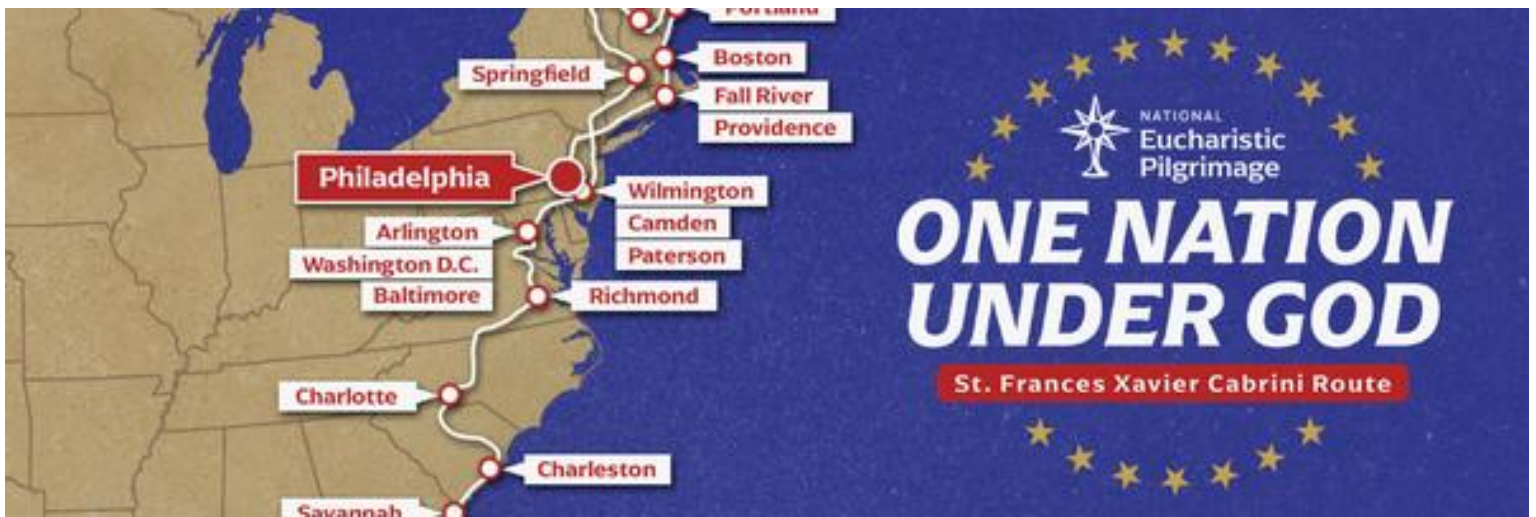 Portland
Boston
Springfield
Fall River
Providence
Philadelphia
Wilmington
Camden
Paterson
Arlington
Washington D.C.
Baltimore
Richmond
Charlotte
Charleston
Savannah
NATIONAL
Eucharistic
Pilgrimage
ONE NATION
UNDER GOD
St. Frances Xavier Cabrini Route